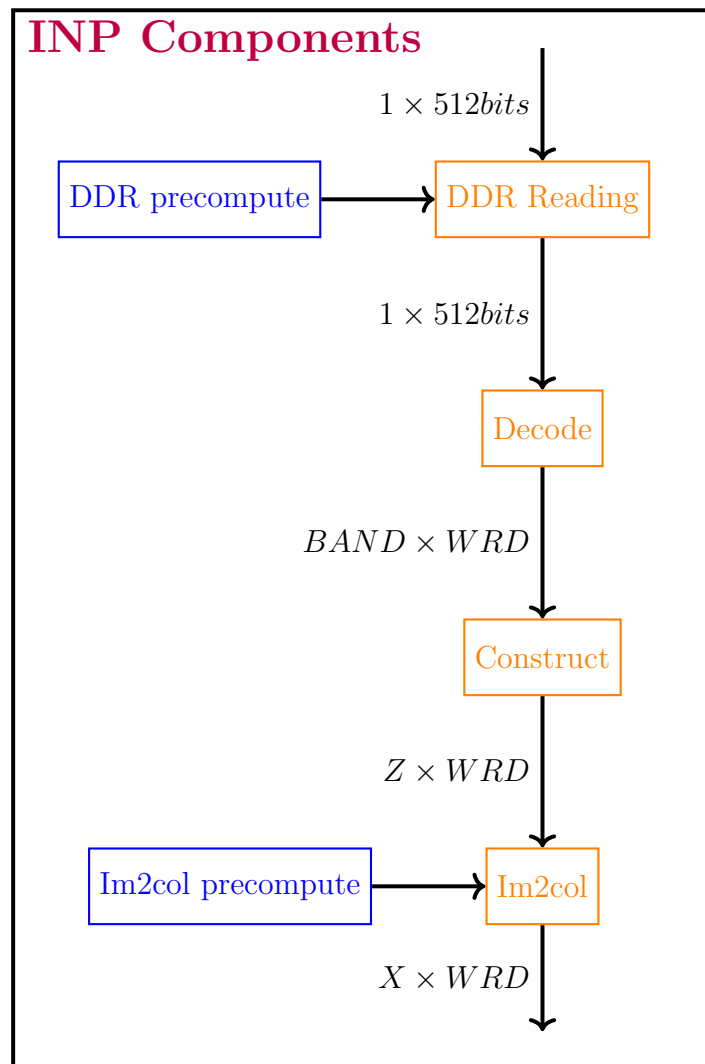 INP Components
1 × 512bits
DDR precompute
DDR Reading
1 × 512bits
Decode
BAND × WRD
Construct
Z × WRD
Im2col precompute
Im2col
X × WRD